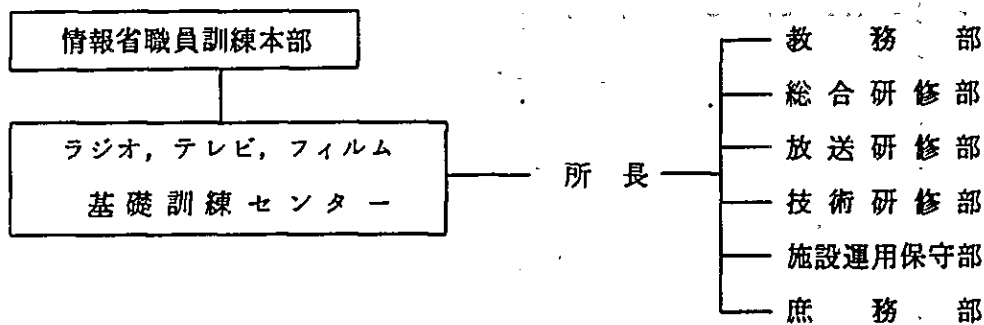 情報省職員訓練本部
ラジオ，テレビ，フィルム
基礎訓練センター
所長
教務部
総合研修部
放送研修部
技術研修部
施設運用保守部
庶務部